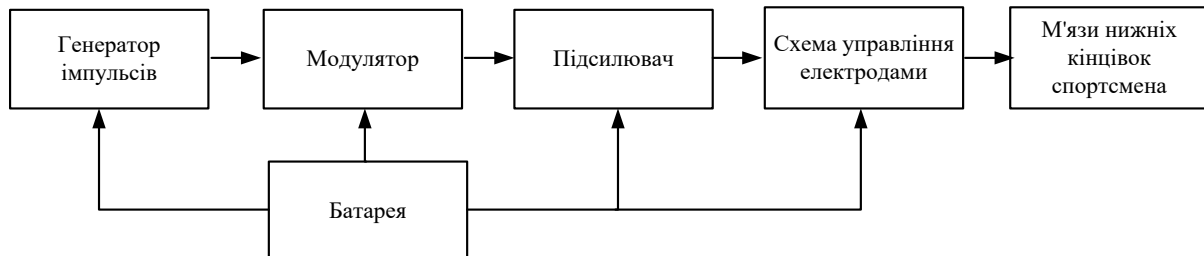 Генератор
імпульсів
Модулятор
Підсилювач
Схема управління
електродами
М'язи нижніх
кінцівок
спортсмена
Батарея